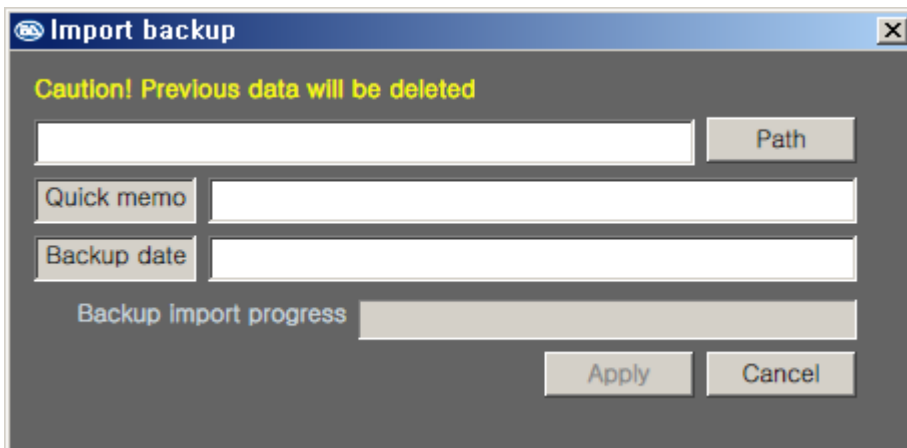 Import backup
Caution! Previous data will be deleted
Path
Quick memo
Backup date
Backup import progress
Apply Cancel